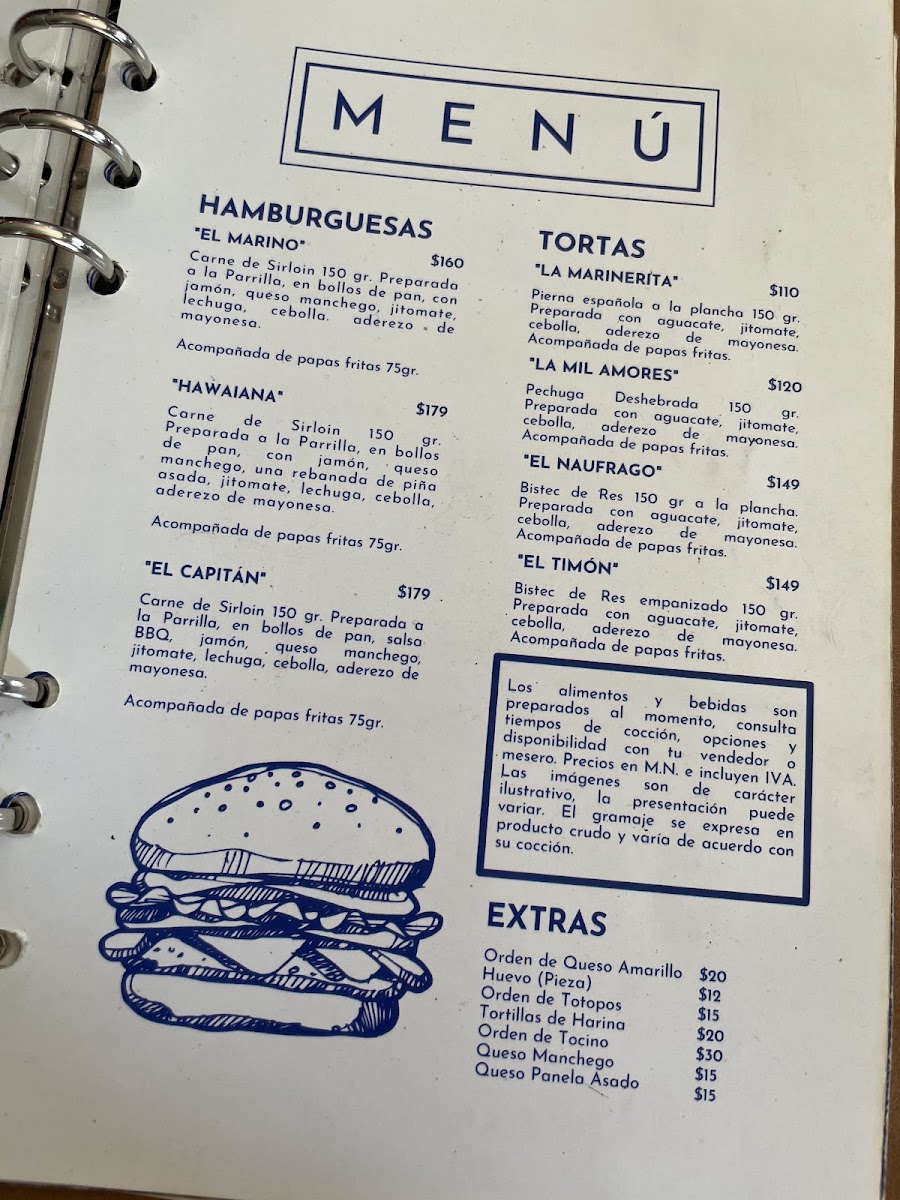 MENÚ
HAMBURGUESAS
"EL MARINO"
$160
Carne de Sirloin 150 gr. Preparada
a la Parrilla, en bollos de pan, con
jamón, queso manchego, jitomate,
lechuga, cebolla. aderezo de
mayonesa.
Acompañada de papas fritas 75gr.
"HAWAIANA"
$179
Carne de Sirloin 150 gr.
Preparada a la Parrilla, en bollos
de pan, con jamón, queso
manchego, una rebanada de piña
asada, jitomate, lechuga, cebolla,
aderezo de mayonesa.
Acompañada de papas fritas 75gr.
"EL CAPITÁN"
$179
Carne de Sirloin 150 gr. Preparada a
la Parrilla, en bollos de pan, salsa
BBQ, jamón, queso manchego,
jitomate, lechuga, cebolla, aderezo de
mayonesa.
Acompañada de papas fritas 75gr.
TORTAS
"LA MARINERÍTA"
$110
Pierna española a la plancha 150 gr.
Preparada con aguacate, jitomate,
cebolla, aderezo de mayonesa.
Acompañada de papas fritas.
"LA MIL AMORES"
$120
Pechuga Deshebrada 150 gr.
Preparada con aguacate, jitomate,
cebolla, aderezo de mayonesa.
Acompañada de papas fritas.
"EL NAUFRAGO"
$149
Bistec de Res 150 gr a la plancha.
Preparada con aguacate, jitomate,
cebolla, aderezo de mayonesa.
Acompañada de papas fritas.
"EL TIMÓN"
$149
Bistec de Res empanizado 150 gr.
Preparada con aguacate, jitomate,
cebolla, aderezo de mayonesa.
Acompañada de papas fritas.
Los alimentos y bebidas son
preparados al momento, consulta
tiempos de cocción, opciones y
disponibilidad con tu vendedor o
mesero. Precios en M.N. e incluyen IVA.
Las imágenes son de carácter
ilustrativo, la presentación puede
variar. El gramaje se expresa en
producto crudo y varía de acuerdo con
su cocción.
EXTRAS
Orden de Queso Amarillo $20
Huevo (Pieza) $12
Orden de Totopos $15
Tortillas de Harina $20
Orden de Tocino $30
Queso Manchego $15
Queso Panela Asado $15